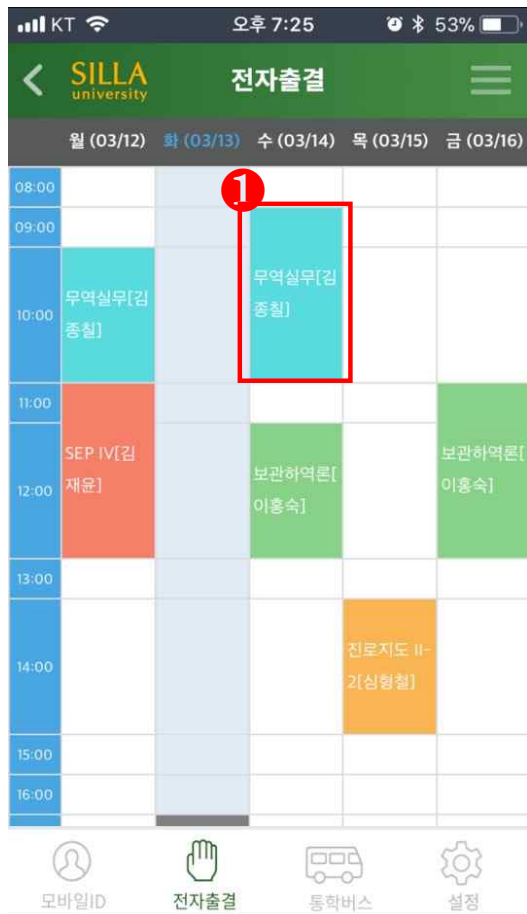 KT 오후 7:25 53%
SILLA
university
전자출결
월 (03/12) 화 (03/13) 수 (03/14) 목 (03/15) 금 (03/16)
08:00
1
09:00
무역실무[김
종칠]
10:00
무역실무[김
종칠]
11:00
SEP IV[김
재윤]
보관하역론[
이홍숙]
보관하역론[
이홍숙]
12:00
13:00
진로지도 II-
2[심형철]
14:00
15:00
16:00
모바일ID 전자출결 통학버스 설정